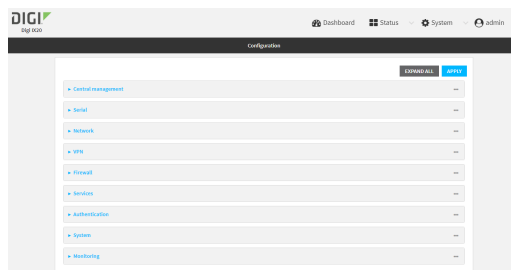 DIGI
Digi IX20
Dashboard Status System admin
Configuration
EXPAND ALL APPLY
Central management
Serial
Network
VPN
Firewall
Services
Authentication
System
Monitoring